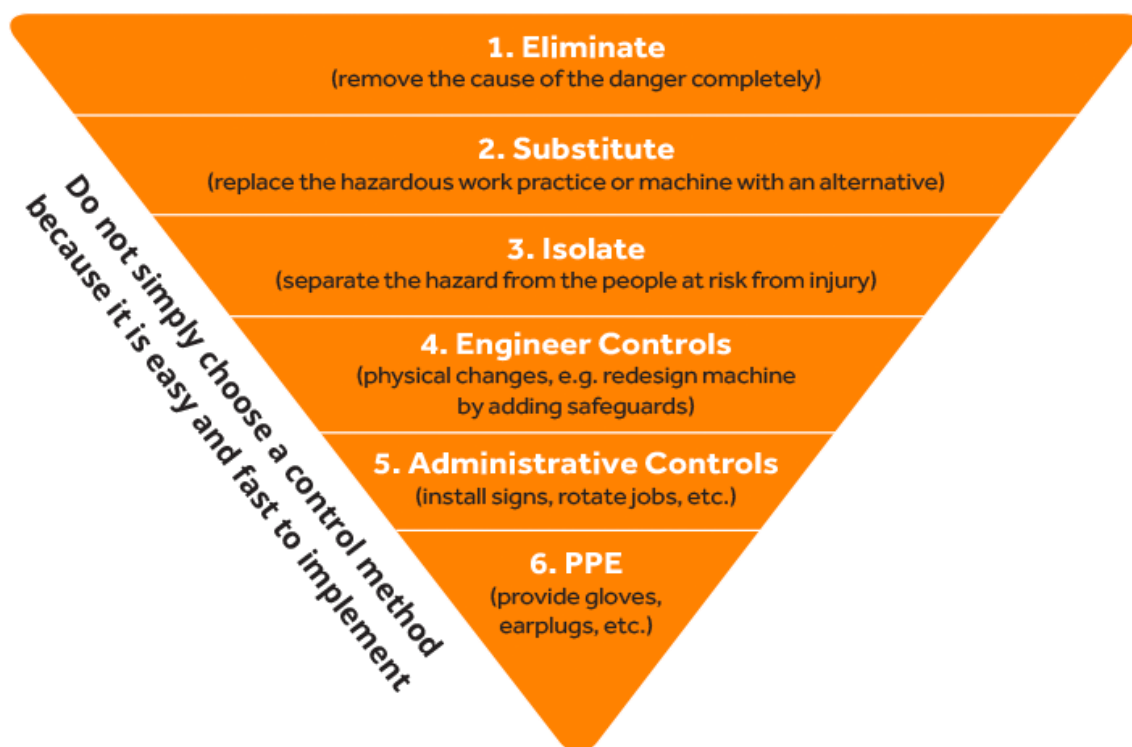 1. Eliminate
(remove the cause of the danger completely)
2. Substitute
(replace the hazardous work practice or machine with an alternative)
3. Isolate
(separate the hazard from the people at risk from injury)
4. Engineer Controls
(physical changes, e.g. redesign machine
by adding safeguards)
5. Administrative Controls
(install signs, rotate jobs, etc.)
6. PPE
(provide gloves,
earplugs, etc.)
Do not simply choose a control method
because it is easy and fast to implement